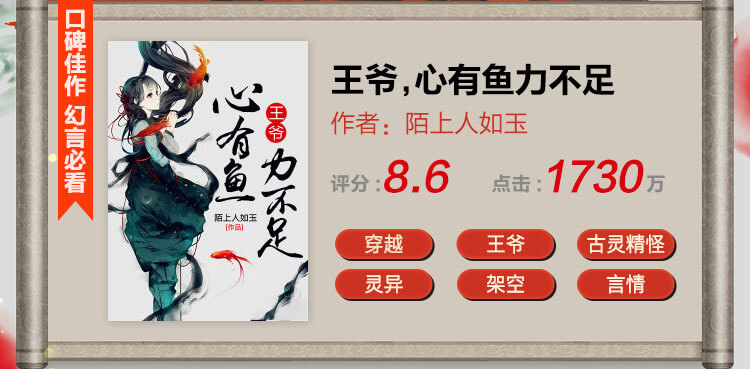 口碑佳作 幻言必看
心有鱼
王爷
力不足
陌上人如玉
[作品]
王爷,心有鱼力不足
作者：陌上人如玉
评分:8.6 点击:1730万
穿越 王爷 古灵精怪
灵异 架空 言情